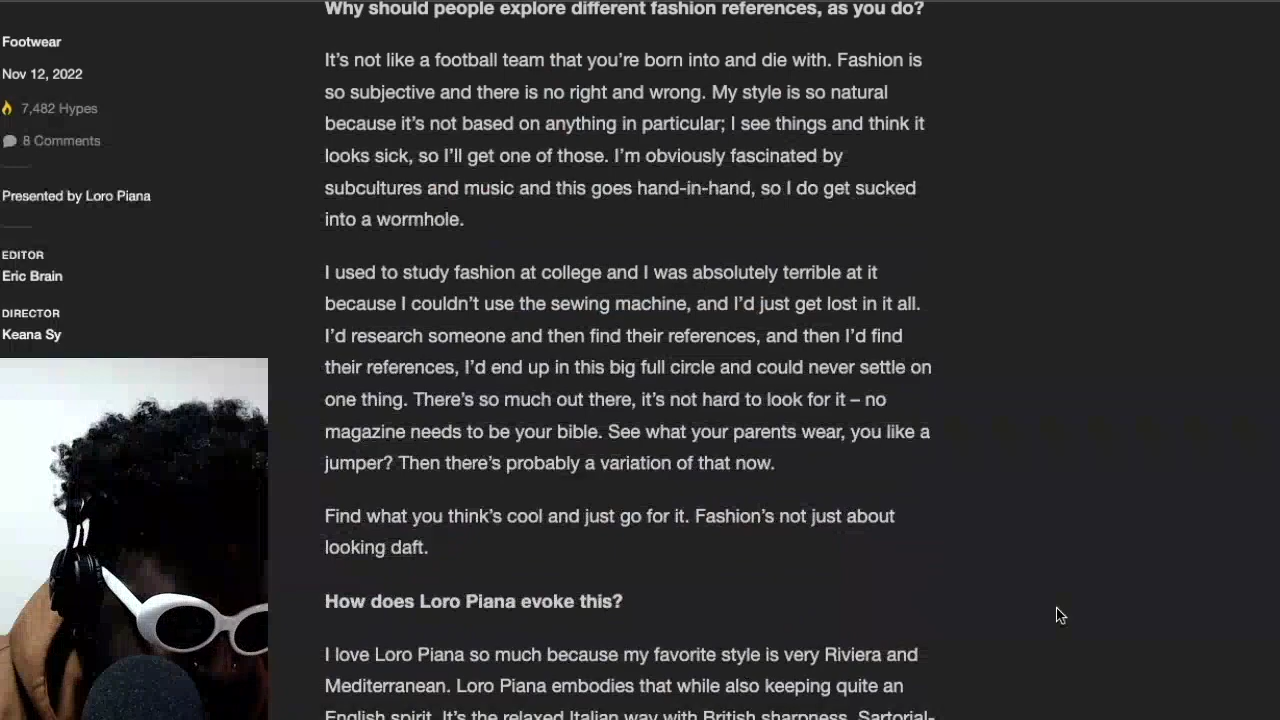 Why should people explore different fashion references, as you do?
Footwear
Nov 12, 2022
7,482 Hypes
8 Comments
Presented by Loro Piana
EDITOR
Eric Brain
DIRECTOR
Keana Sy
It’s not like a football team that you’re born into and die with. Fashion is
so subjective and there is no right and wrong. My style is so natural
because it’s not based on anything in particular; I see things and think it
looks sick, so I’ll get one of those. I’m obviously fascinated by
subcultures and music and this goes hand-in-hand, so I do get sucked
into a wormhole.
I used to study fashion at college and I was absolutely terrible at it
because I couldn’t use the sewing machine, and I’d just get lost in it all.
I’d research someone and then find their references, and then I’d find
their references, I’d end up in this big full circle and could never settle on
one thing. There’s so much out there, it’s not hard to look for it – no
magazine needs to be your bible. See what your parents wear, you like a
jumper? Then there’s probably a variation of that now.
Find what you think’s cool and just go for it. Fashion’s not just about
looking daft.
How does Loro Piana evoke this?
I love Loro Piana so much because my favorite style is very Riviera and
Mediterranean. Loro Piana embodies that while also keeping quite an
English spirit. It’s the relaxed Italian way with British sharpness. Sartorial-